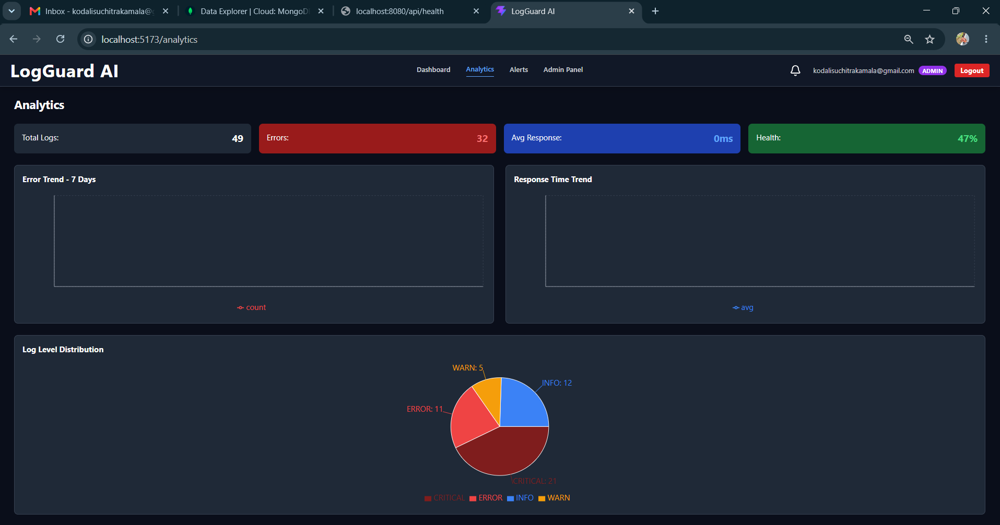 Inbox - kodalisuchitrakamala@g
Data Explorer | Cloud: MongoD
localhost:8080/api/health
LogGuard AI
localhost:5173/analytics
LogGuard AI
Dashboard
Analytics
Alerts
Admin Panel
kodalisuchitrakamala@gmail.com
ADMIN
Logout
Analytics
Total Logs: 49
Errors: 32
Avg Response: 0ms
Health: 47%
Error Trend - 7 Days
count
Response Time Trend
avg
Log Level Distribution
WARN: 5
INFO: 12
ERROR: 11
CRITICAL: 21
CRITICAL ERROR INFO WARN